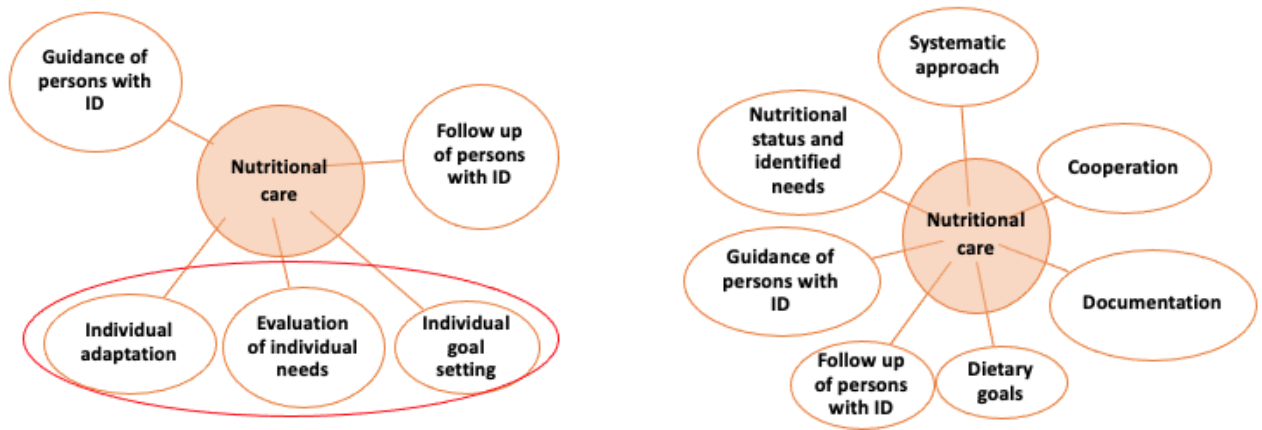 Guidance of
persons with
ID
Follow up
of persons
with ID
Nutritional
care
Individual
adaptation
Evaluation
of individual
needs
Individual
goal
setting
Systematic
approach
Nutritional
status and
identified
needs
Cooperation
Nutritional
care
Guidance of
persons with
ID
Documentation
Follow up
of persons
with ID
Dietary
goals